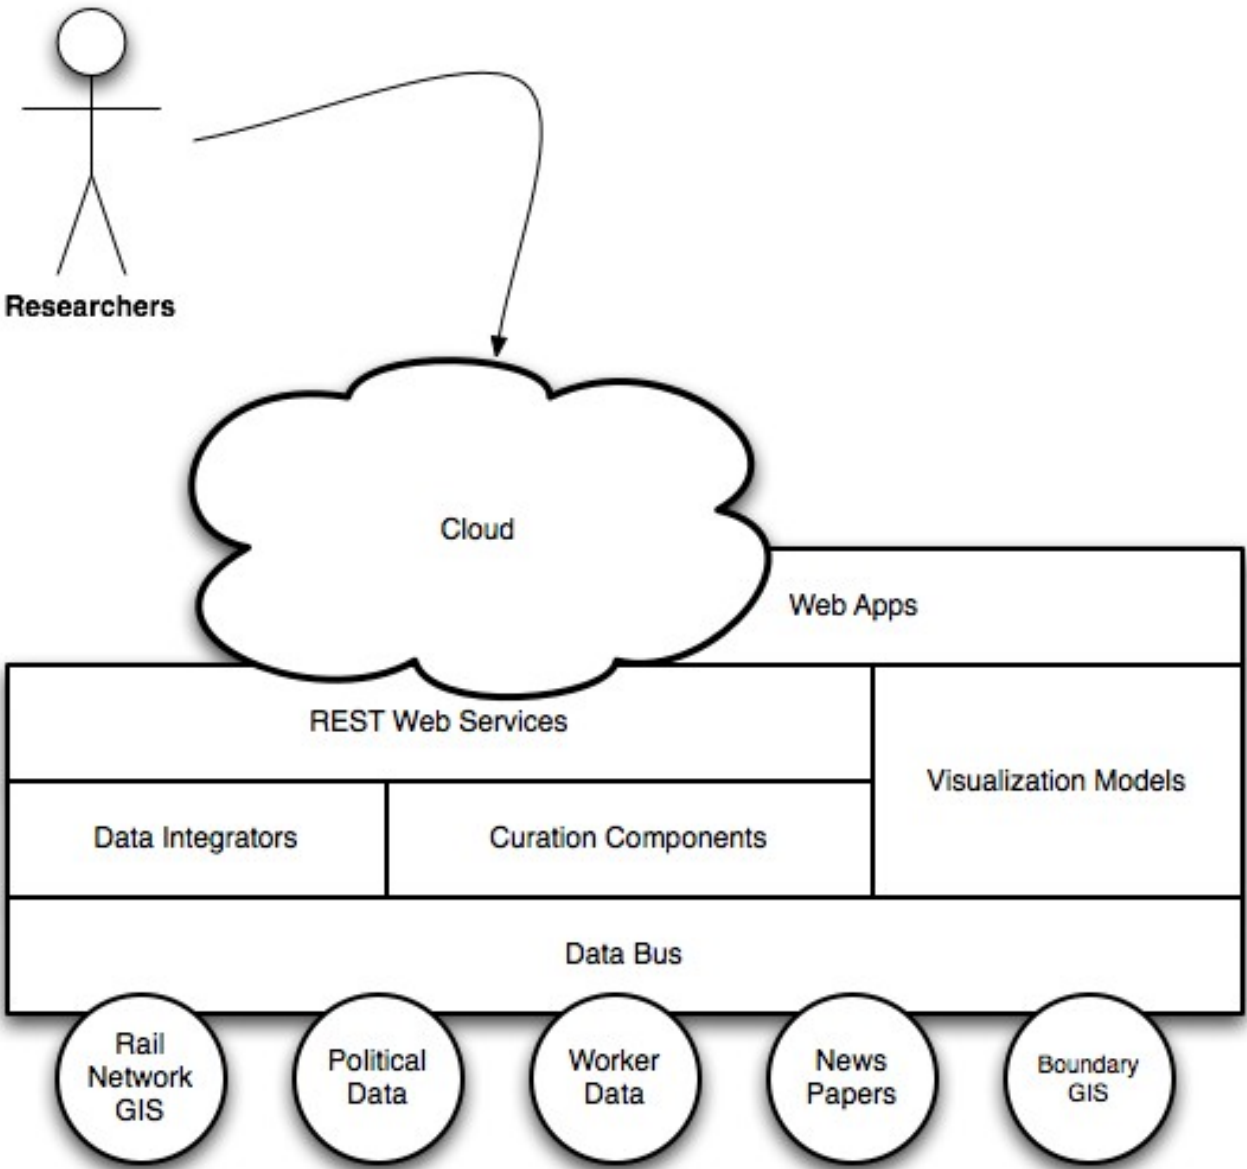 Researchers
Cloud
Web Apps
REST Web Services
Visualization Models
Data Integrators
Curation Components
Data Bus
Rail
Network
GIS
Political
Data
Worker
Data
News
Papers
Boundary
GIS